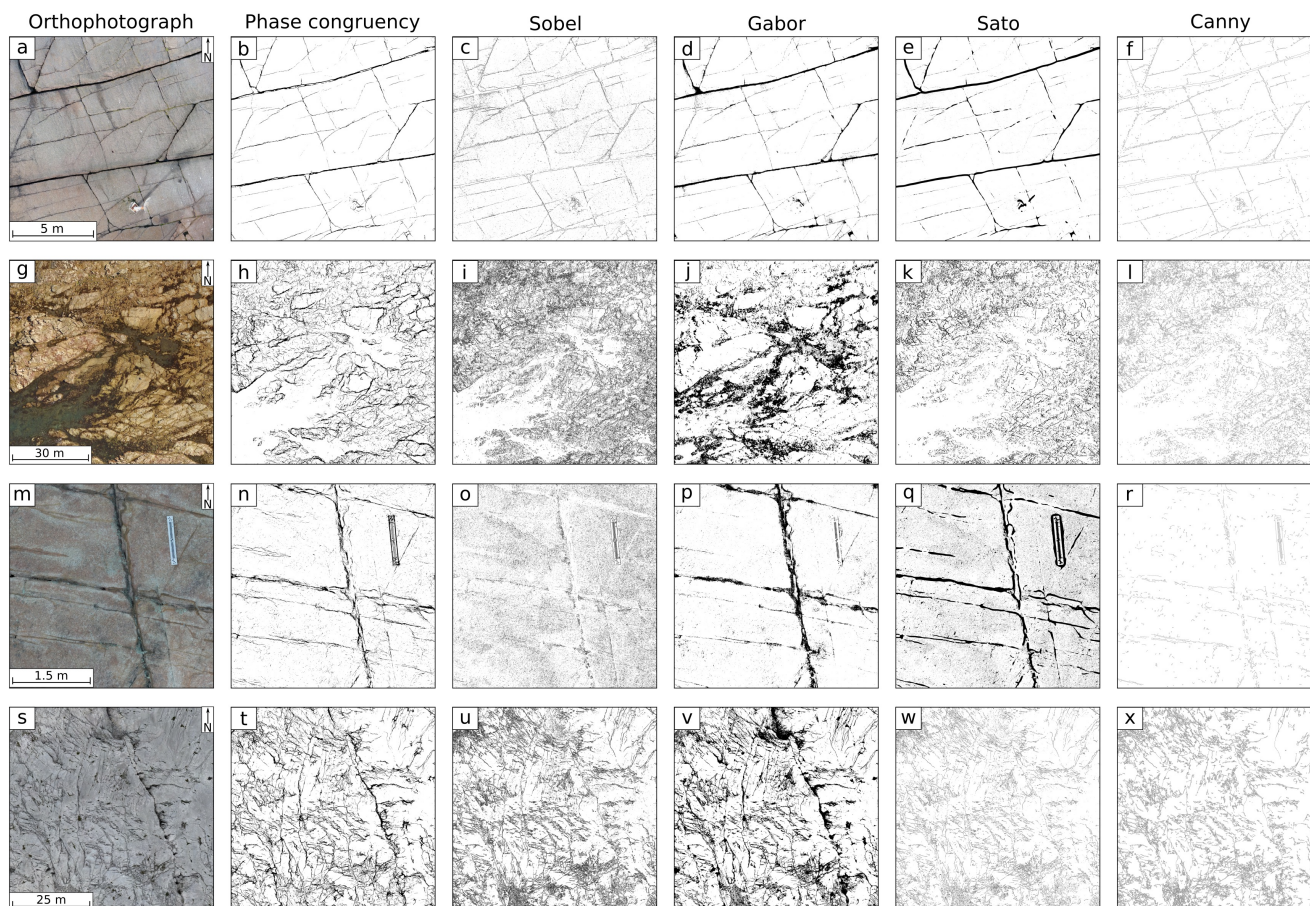 Orthophotograph Phase congruency Sobel Gabor Sato Canny
a N b c d e f
5 m
g N h i j k l
30 m
m N n o p q r
1.5 m
s N t u v w x
25 m